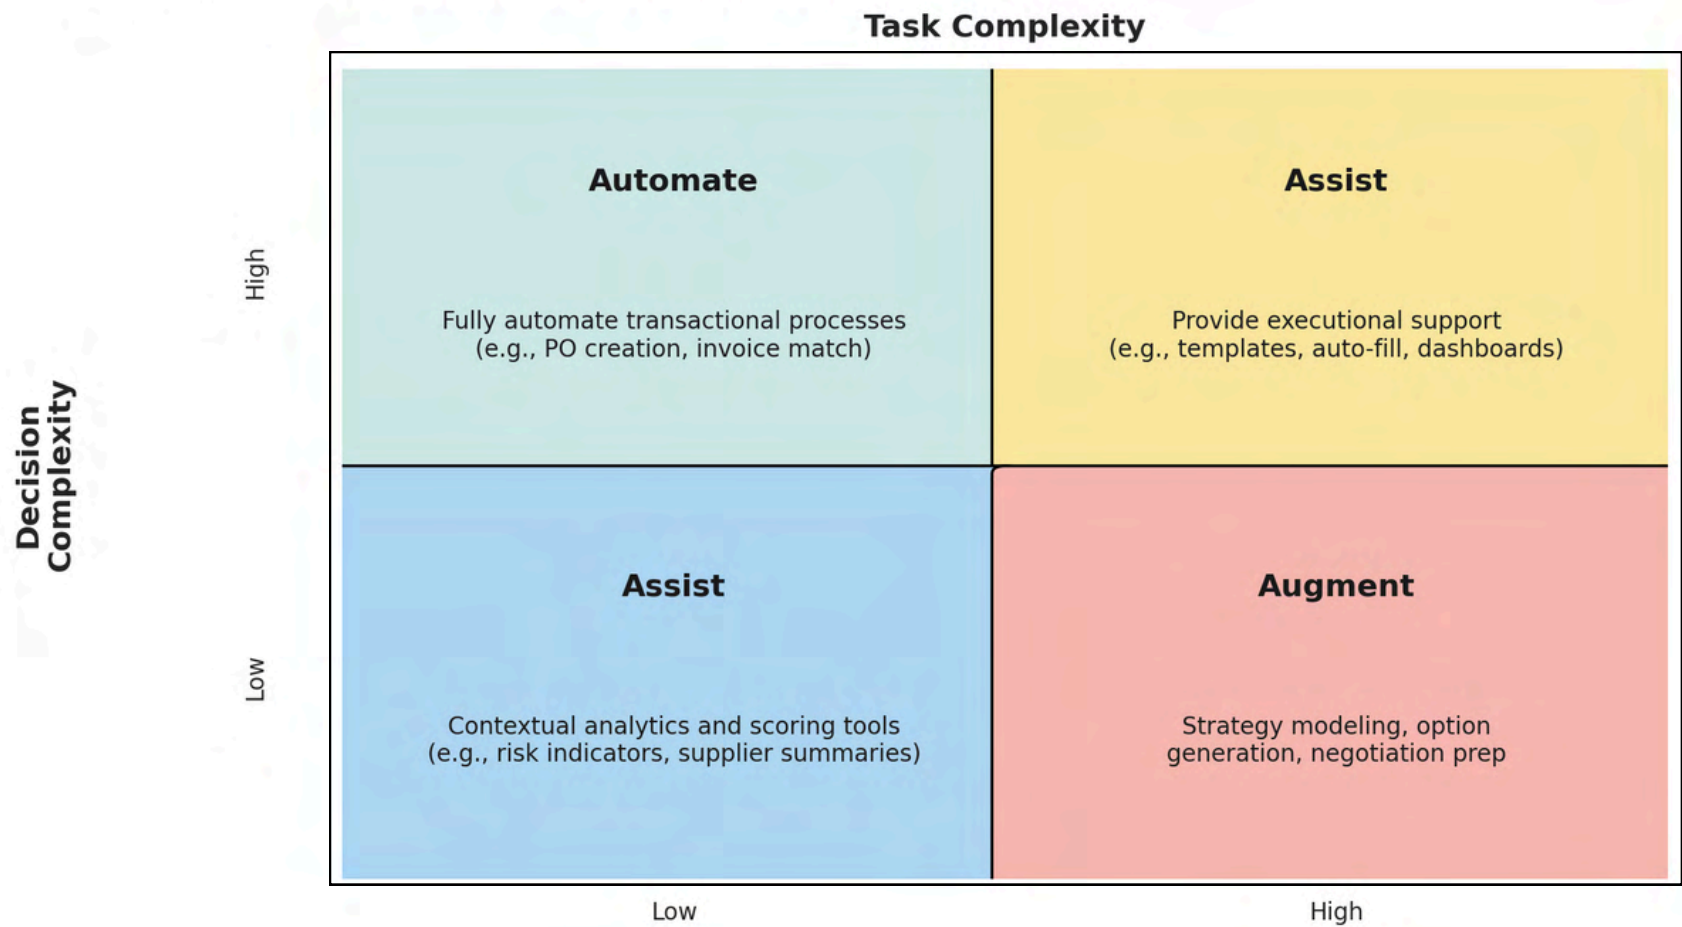 Task Complexity
Decision
Complexity
High
Low
Automate
Fully automate transactional processes
(e.g., PO creation, invoice match)
Assist
Provide executional support
(e.g., templates, auto-fill, dashboards)
Assist
Contextual analytics and scoring tools
(e.g., risk indicators, supplier summaries)
Augment
Strategy modeling, option
generation, negotiation prep
Low
High